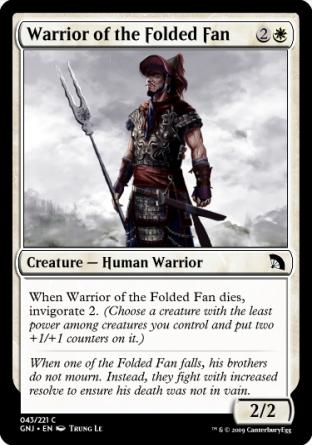 Warrior of the Folded Fan 2
Creature — Human Warrior
When Warrior of the Folded Fan dies,
invigorate 2. (Choose a creature with the least
power among creatures you control and put two
+1/+1 counters on it.)
When one of the Folded Fan falls, his brothers
do not mourn. Instead, they fight with increased
resolve to ensure his death was not in vain.
2/2
043/221 C
GNJ • EN TRUNG LE
™ & © 2019 CanterburyEgg